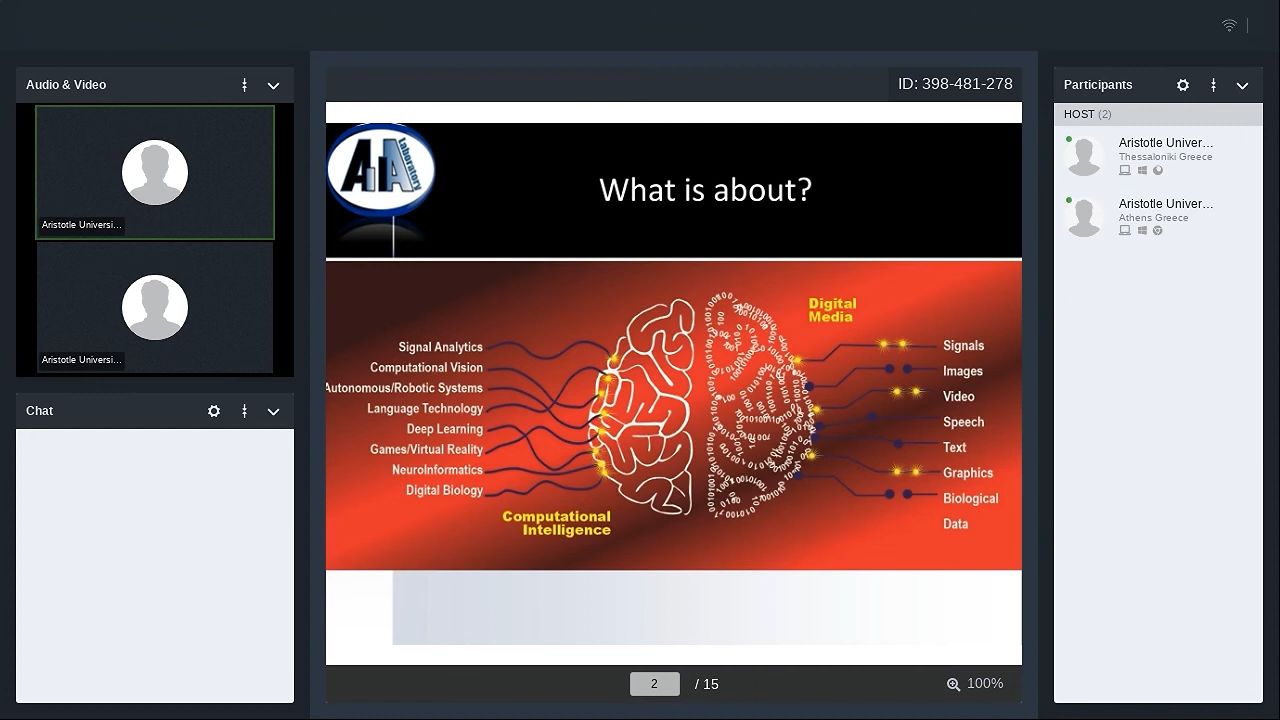 Audio & Video
Aristotle Universi...
Aristotle Universi...
Chat
ID: 398-481-278
AIIA Laboratory
What is about?
Signal Analytics
Computational Vision
Autonomous/Robotic Systems
Language Technology
Deep Learning
Games/Virtual Reality
NeuroInformatics
Digital Biology
Computational
Intelligence
Digital
Media
Signals
Images
Video
Speech
Text
Graphics
Biological
Data
2 / 15
100%
Participants
HOST (2)
Aristotle Univer...
Thessaloniki Greece
Aristotle Univer...
Athens Greece